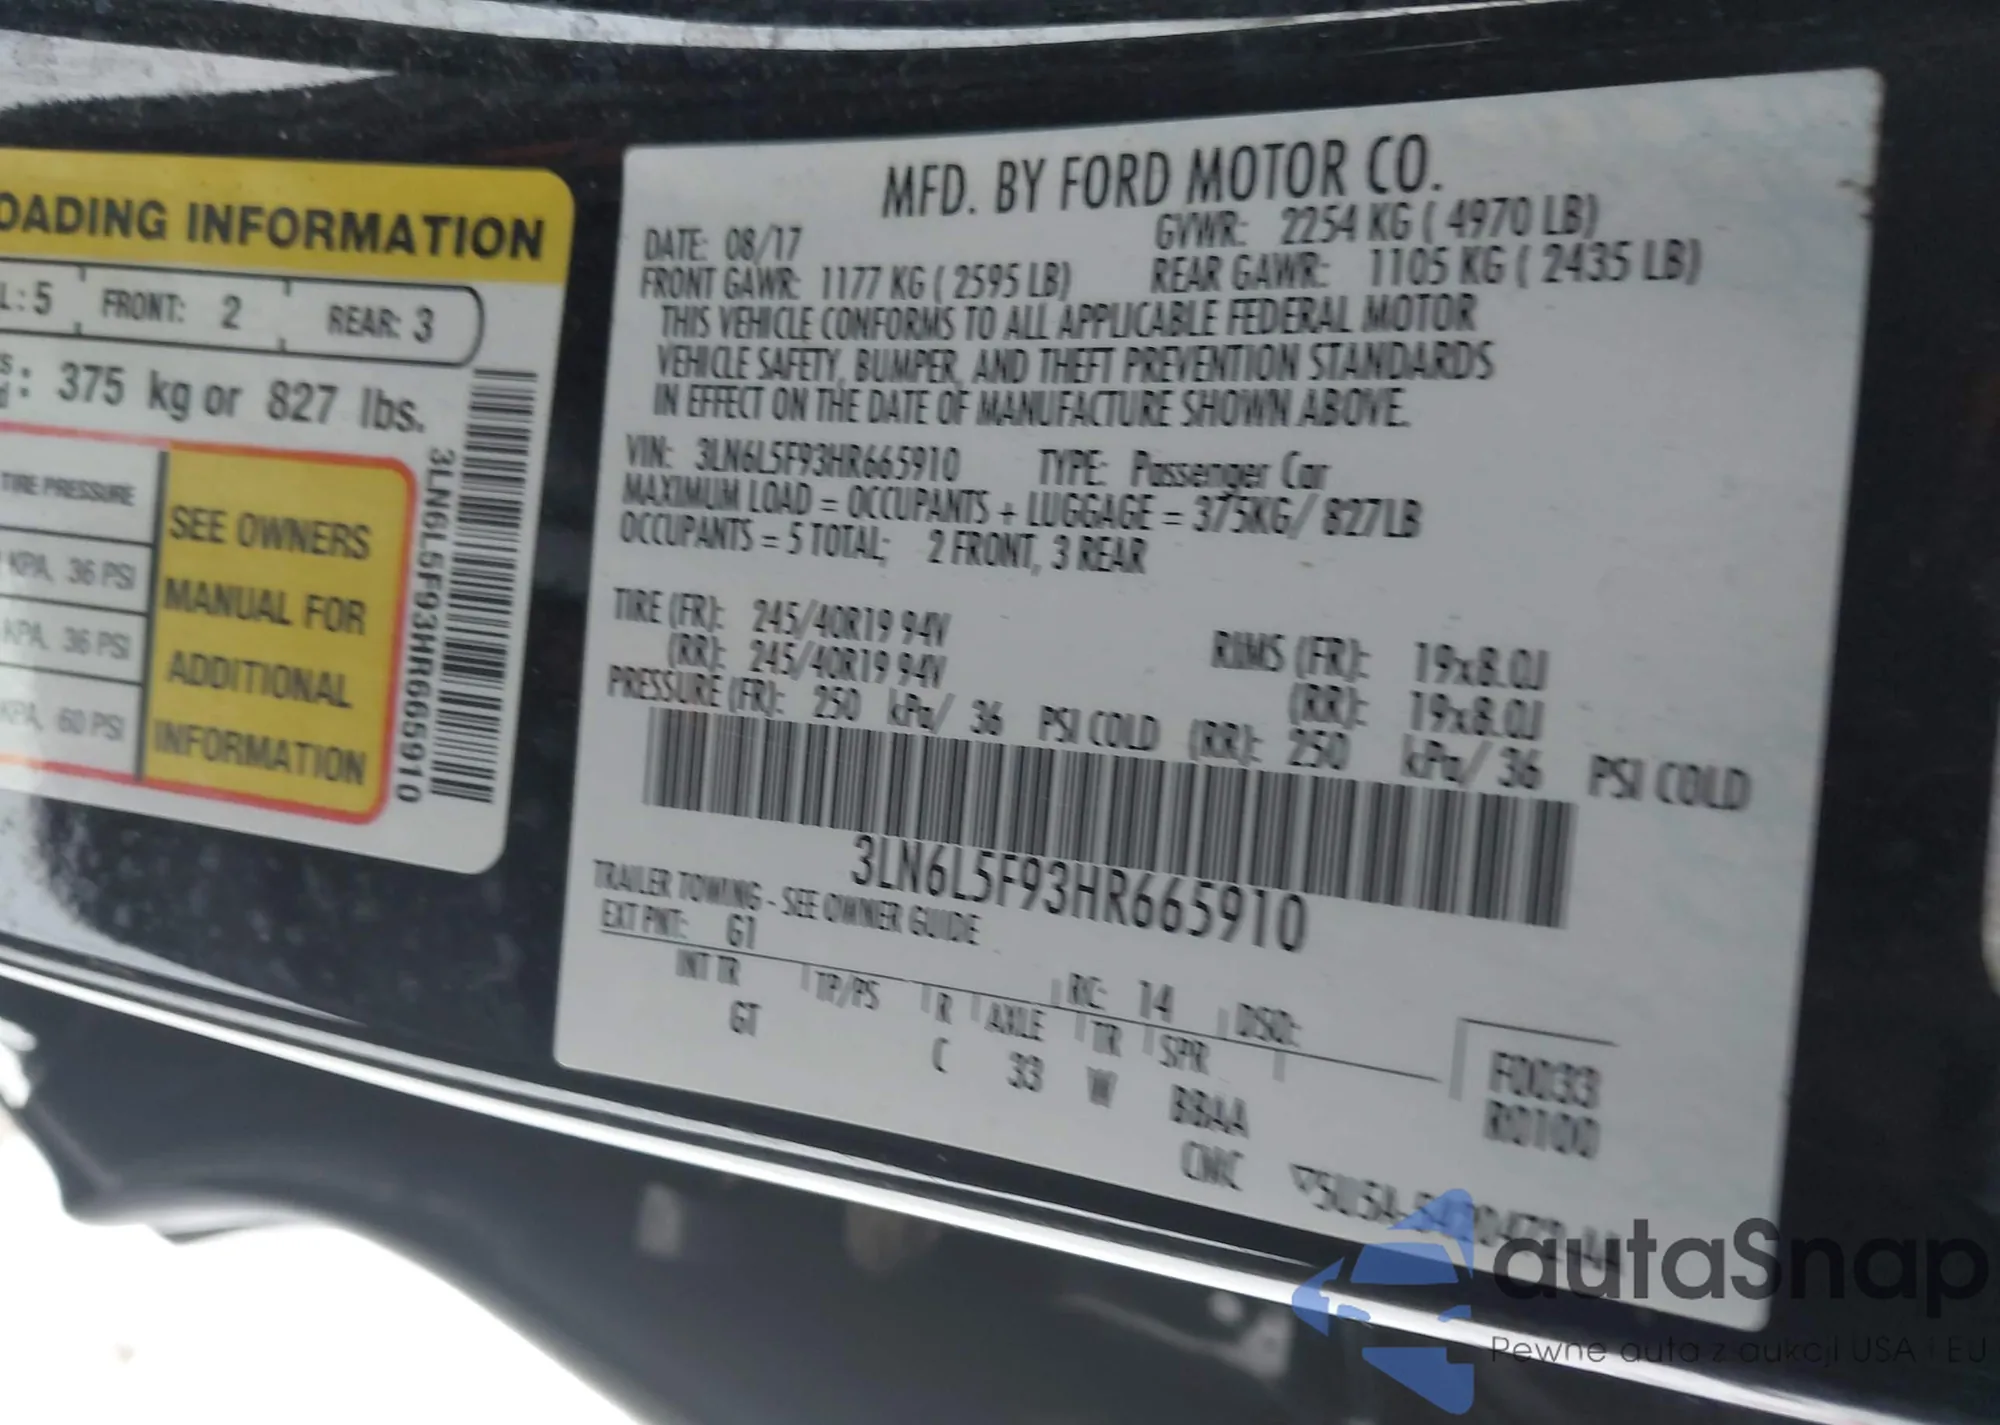 OADING INFORMATION
L: 5 FRONT: 2 REAR: 3
: 375 kg or 827 lbs.
TIRE PRESSURE
KPA, 36 PSI
KPA, 36 PSI
KPA, 60 PSI
SEE OWNERS
MANUAL FOR
ADDITIONAL
INFORMATION
3LN6L5F93HR665910
MFD. BY FORD MOTOR CO.
DATE: 08/17 GVWR: 2254 KG ( 4970 LB)
FRONT GAWR: 1177 KG ( 2595 LB) REAR GAWR: 1105 KG ( 2435 LB)
THIS VEHICLE CONFORMS TO ALL APPLICABLE FEDERAL MOTOR
VEHICLE SAFETY, BUMPER, AND THEFT PREVENTION STANDARDS
IN EFFECT ON THE DATE OF MANUFACTURE SHOWN ABOVE.
VIN: 3LN6L5F93HR665910 TYPE: Passenger Car
MAXIMUM LOAD = OCCUPANTS + LUGGAGE = 375KG/ 827LB
OCCUPANTS = 5 TOTAL; 2 FRONT, 3 REAR
TIRE (FR): 245/40R19 94V RIMS (FR): 19x8.0J
(RR): 245/40R19 94V (RR): 19x8.0J
PRESSURE (FR): 250 kPa/ 36 PSI COLD (RR): 250 kPa/ 36 PSI COLD
3LN6L5F93HR665910
TRAILER TOWING - SEE OWNER GUIDE
EXT PNT: G1 RC: 14 DSO:
INT TR TP/PS R AXLE TR SPR
GT C 33 W BBAA
CWC
F0033
R0100
autaSnap
Pewne auta z aukcji USA i EU